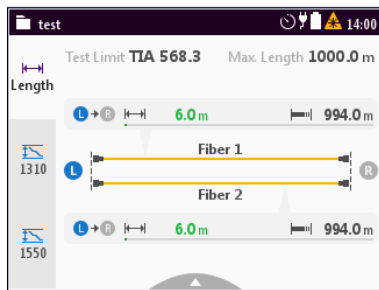 test 14:00
Test Limit TIA 568.3 Max. Length 1000.0 m
Length
L R 6.0 m 994.0 m
Fiber 1
1310
L R
Fiber 2
L R 6.0 m 994.0 m
1550